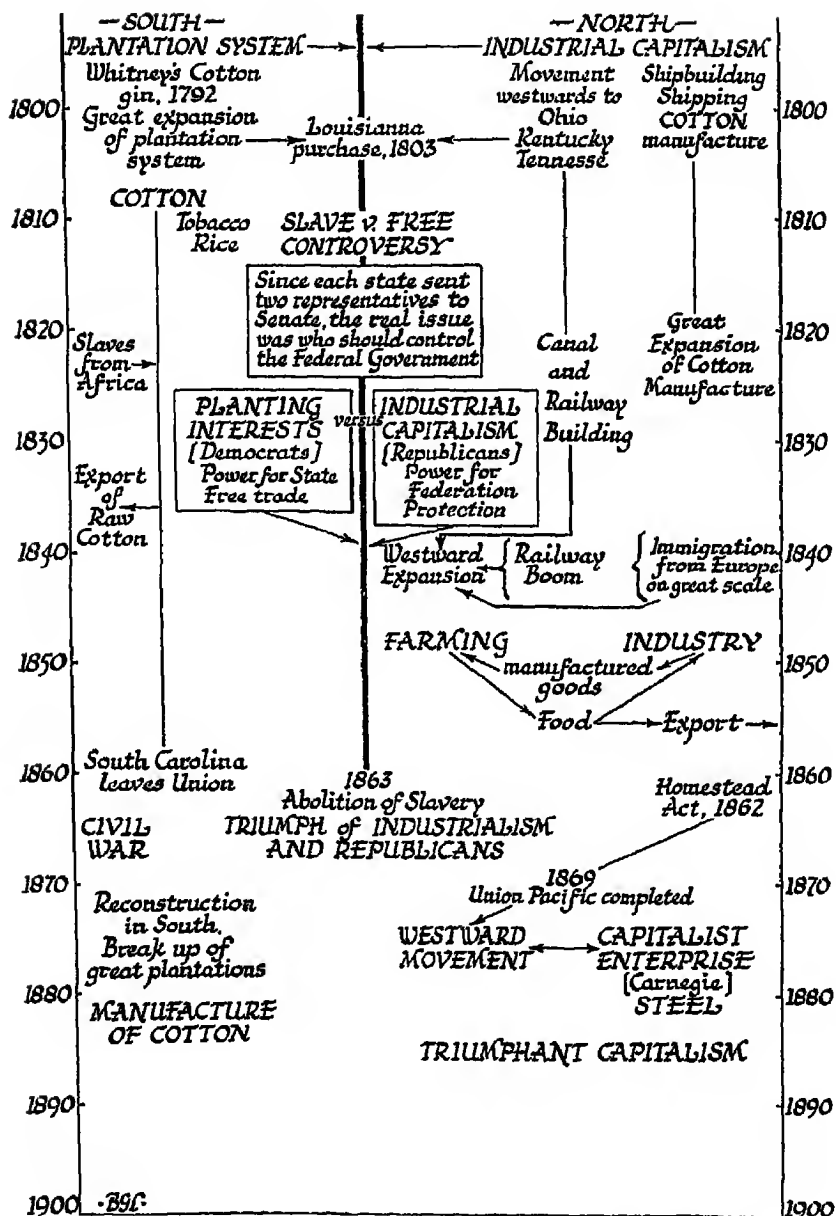 —SOUTH—
PLANTATION SYSTEM
Whitney's Cotton
gin, 1792
Great expansion
of plantation
system
COTTON
Tobacco
Rice
Slaves
from
Africa
Export
of
Raw
Cotton
South Carolina
leaves Union
CIVIL
WAR
Reconstruction
in South,
Break up of
great plantations
MANUFACTURE
OF COTTON
Louisianna
purchase, 1803
SLAVE v. FREE
CONTROVERSY
Since each state sent
two representatives to
Senate, the real issue
was who should control
the Federal Government
PLANTING
INTERESTS
[Democrats]
Power for State
Free trade
versus
INDUSTRIAL
CAPITALISM
[Republicans]
Power for
Federation
Protection
1863
Abolition of Slavery
TRIUMPH of INDUSTRIALISM
AND REPUBLICANS
—NORTH—
INDUSTRIAL CAPITALISM
Movement
westwards to
Ohio
Kentucky
Tennesse
Shipbuilding
Shipping
COTTON
manufacture
Canal
and
Railway
Building
Great
Expansion
of Cotton
Manufacture
Westward
Expansion
Railway
Boom
Immigration
from Europe
on great scale
FARMING
INDUSTRY
manufactured
goods
Food
Export
Homestead
Act, 1862
1869
Union Pacific completed
WESTWARD
MOVEMENT
CAPITALIST
ENTERPRISE
[Carnegie]
STEEL
TRIUMPHANT CAPITALISM
1800
1810
1820
1830
1840
1850
1860
1870
1880
1890
1900
1800
1810
1820
1830
1840
1850
1860
1870
1880
1890
1900